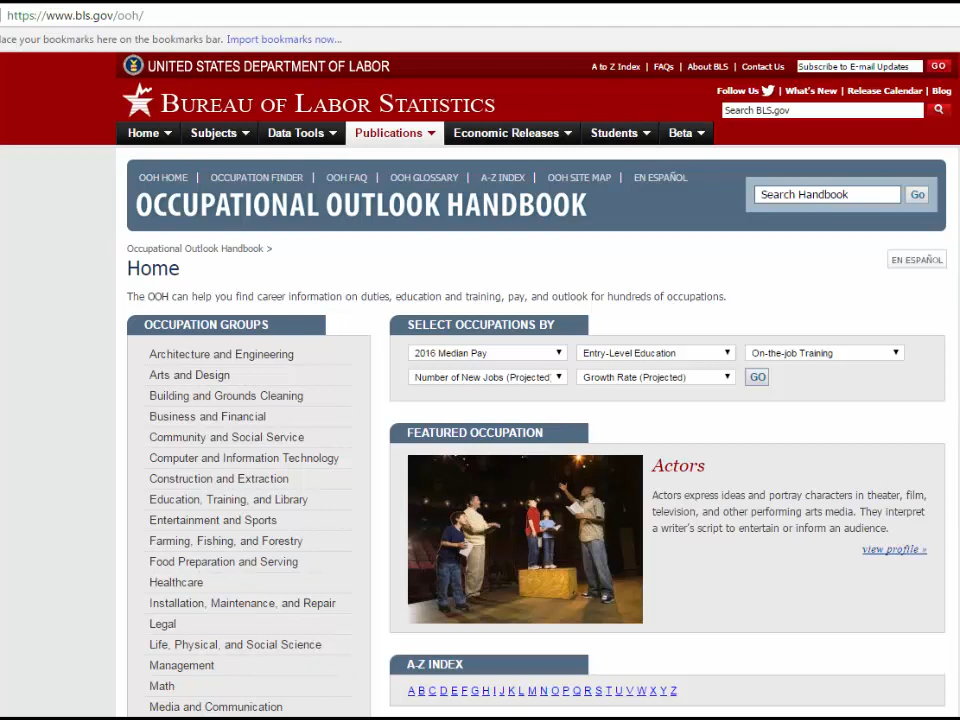 https://www.bls.gov/ooh/
lace your bookmarks here on the bookmarks bar. Import bookmarks now...
UNITED STATES DEPARTMENT OF LABOR
A to Z Index | FAQs | About BLS | Contact Us Subscribe to E-mail Updates GO
BUREAU OF LABOR STATISTICS
Follow Us | What's New | Release Calendar | Blog
Search BLS.gov
Home Subjects Data Tools Publications Economic Releases Students Beta
OOH HOME | OCCUPATION FINDER | OOH FAQ | OOH GLOSSARY | A-Z INDEX | OOH SITE MAP | EN ESPAÑOL
OCCUPATIONAL OUTLOOK HANDBOOK
Search Handbook Go
Occupational Outlook Handbook >
Home
EN ESPAÑOL
The OOH can help you find career information on duties, education and training, pay, and outlook for hundreds of occupations.
OCCUPATION GROUPS
Architecture and Engineering
Arts and Design
Building and Grounds Cleaning
Business and Financial
Community and Social Service
Computer and Information Technology
Construction and Extraction
Education, Training, and Library
Entertainment and Sports
Farming, Fishing, and Forestry
Food Preparation and Serving
Healthcare
Installation, Maintenance, and Repair
Legal
Life, Physical, and Social Science
Management
Math
Media and Communication
SELECT OCCUPATIONS BY
2016 Median Pay Entry-Level Education On-the-job Training
Number of New Jobs (Projected) Growth Rate (Projected) GO
FEATURED OCCUPATION
Actors
Actors express ideas and portray characters in theater, film,
television, and other performing arts media. They interpret
a writer's script to entertain or inform an audience.
view profile »
A-Z INDEX
A B C D E F G H I J K L M N O P Q R S T U V W X Y Z